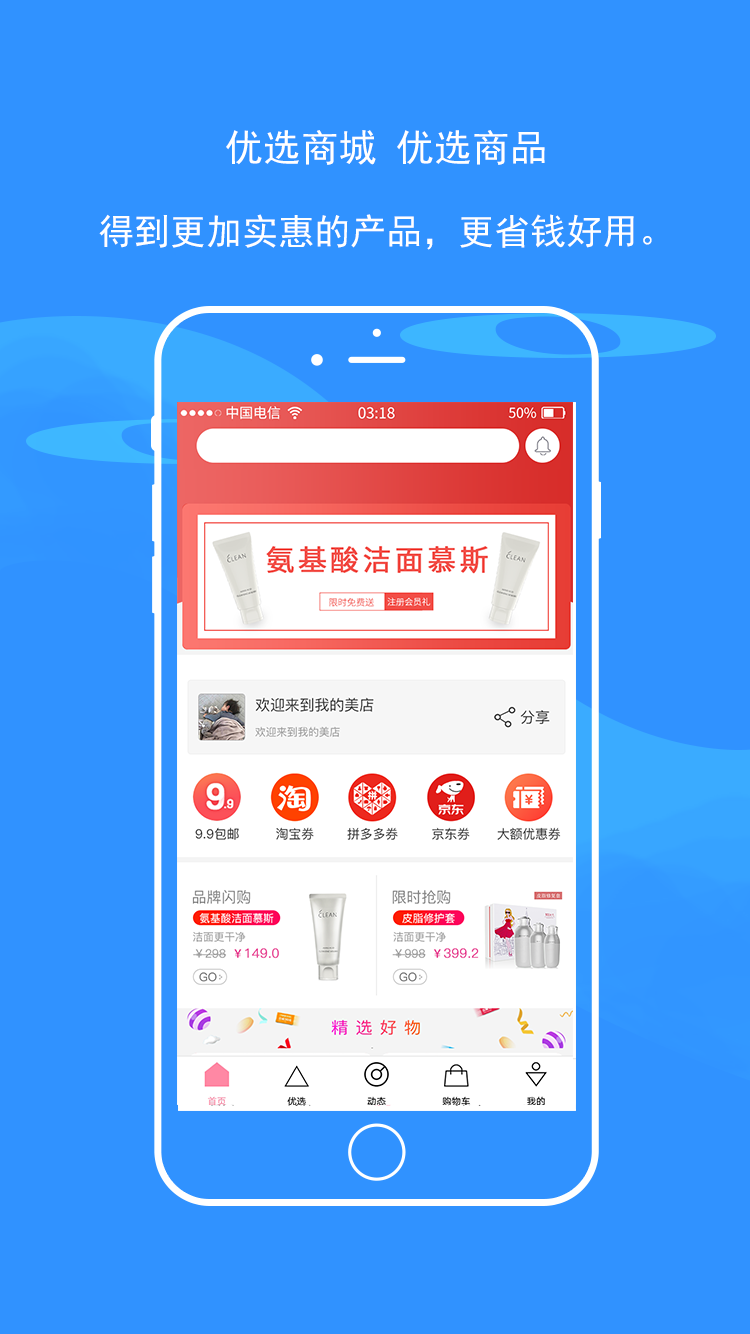 优选商城 优选商品
得到更加实惠的产品，更省钱好用。
中国电信 03:18 50%
CLEAN
氨基酸洁面慕斯
CLEAN
限时免费送 注册会员礼
欢迎来到我的美店
欢迎来到我的美店
分享
9.9
淘
拼
京东
¥
9.9包邮
淘宝券
拼多多券
京东券
大额优惠券
品牌闪购
氨基酸洁面慕斯
洁面更干净
￥298 ￥149.0
GO>
CLEAN
限时抢购
皮脂修护套
洁面更干净
￥998 ￥399.2
GO>
精选好物
首页
优选
动态
购物车
我的